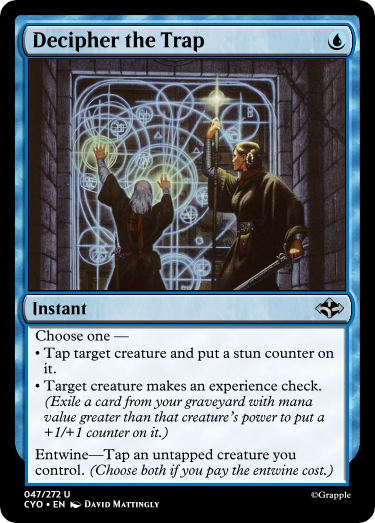 Decipher the Trap
Instant
Choose one —
• Tap target creature and put a stun counter on
it.
• Target creature makes an experience check.
(Exile a card from your graveyard with mana
value greater than that creature's power to put a
+1/+1 counter on it.)
Entwine—Tap an untapped creature you
control. (Choose both if you pay the entwine cost.)
047/272 U
©Grapple
CYO • EN David Mattingly